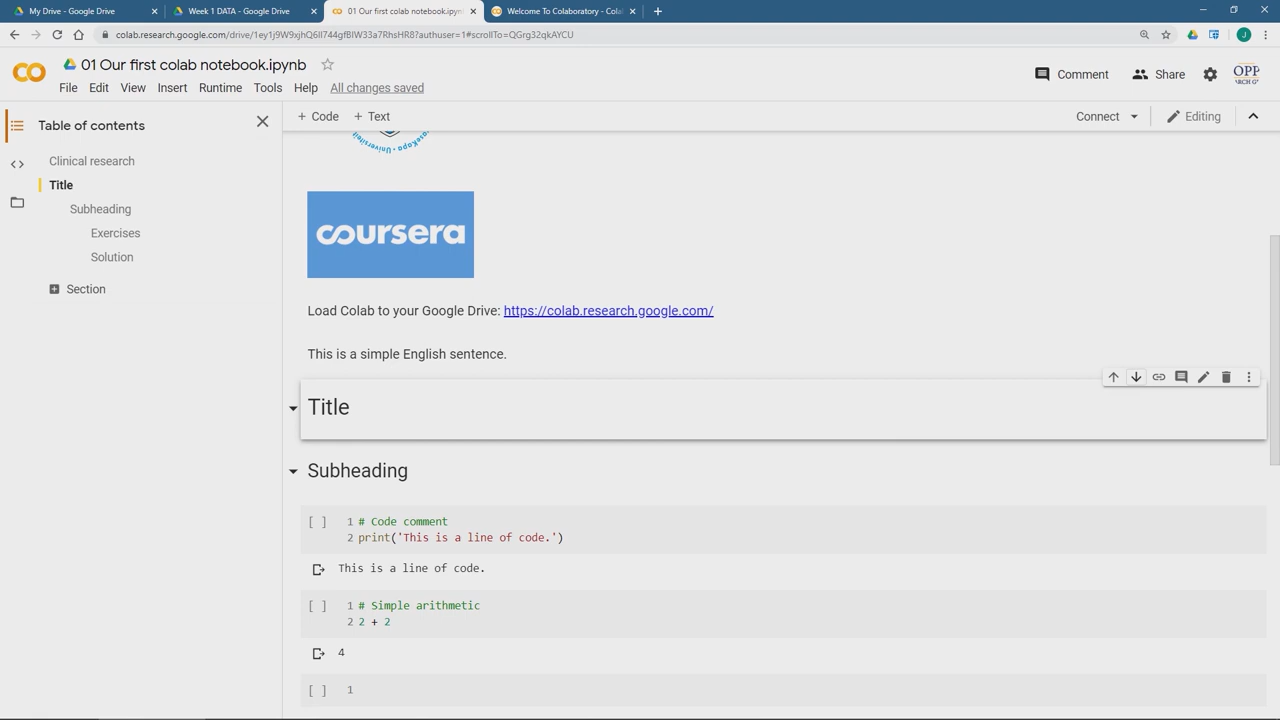 My Drive - Google Drive
Week 1 DATA - Google Drive
01 Our first colab notebook.ipyn
Welcome To Colaboratory - Cola
colab.research.google.com/drive/1ey1j9W9xjhQ6lI744gfBIW33a7RhsHR8?authuser=1#scrollTo=QGrg32qkAYCU
J
01 Our first colab notebook.ipynb
Comment
Share
OPP
RCH G
File Edit View Insert Runtime Tools Help All changes saved
Table of contents
+ Code + Text
Connect
Editing
Clinical research
Title
Subheading
Exercises
Solution
Section
coursera
Load Colab to your Google Drive: https://colab.research.google.com/
This is a simple English sentence.
Title
Subheading
[ ] 1 # Code comment
2 print('This is a line of code.')
This is a line of code.
[ ] 1 # Simple arithmetic
2 2 + 2
4
[ ] 1